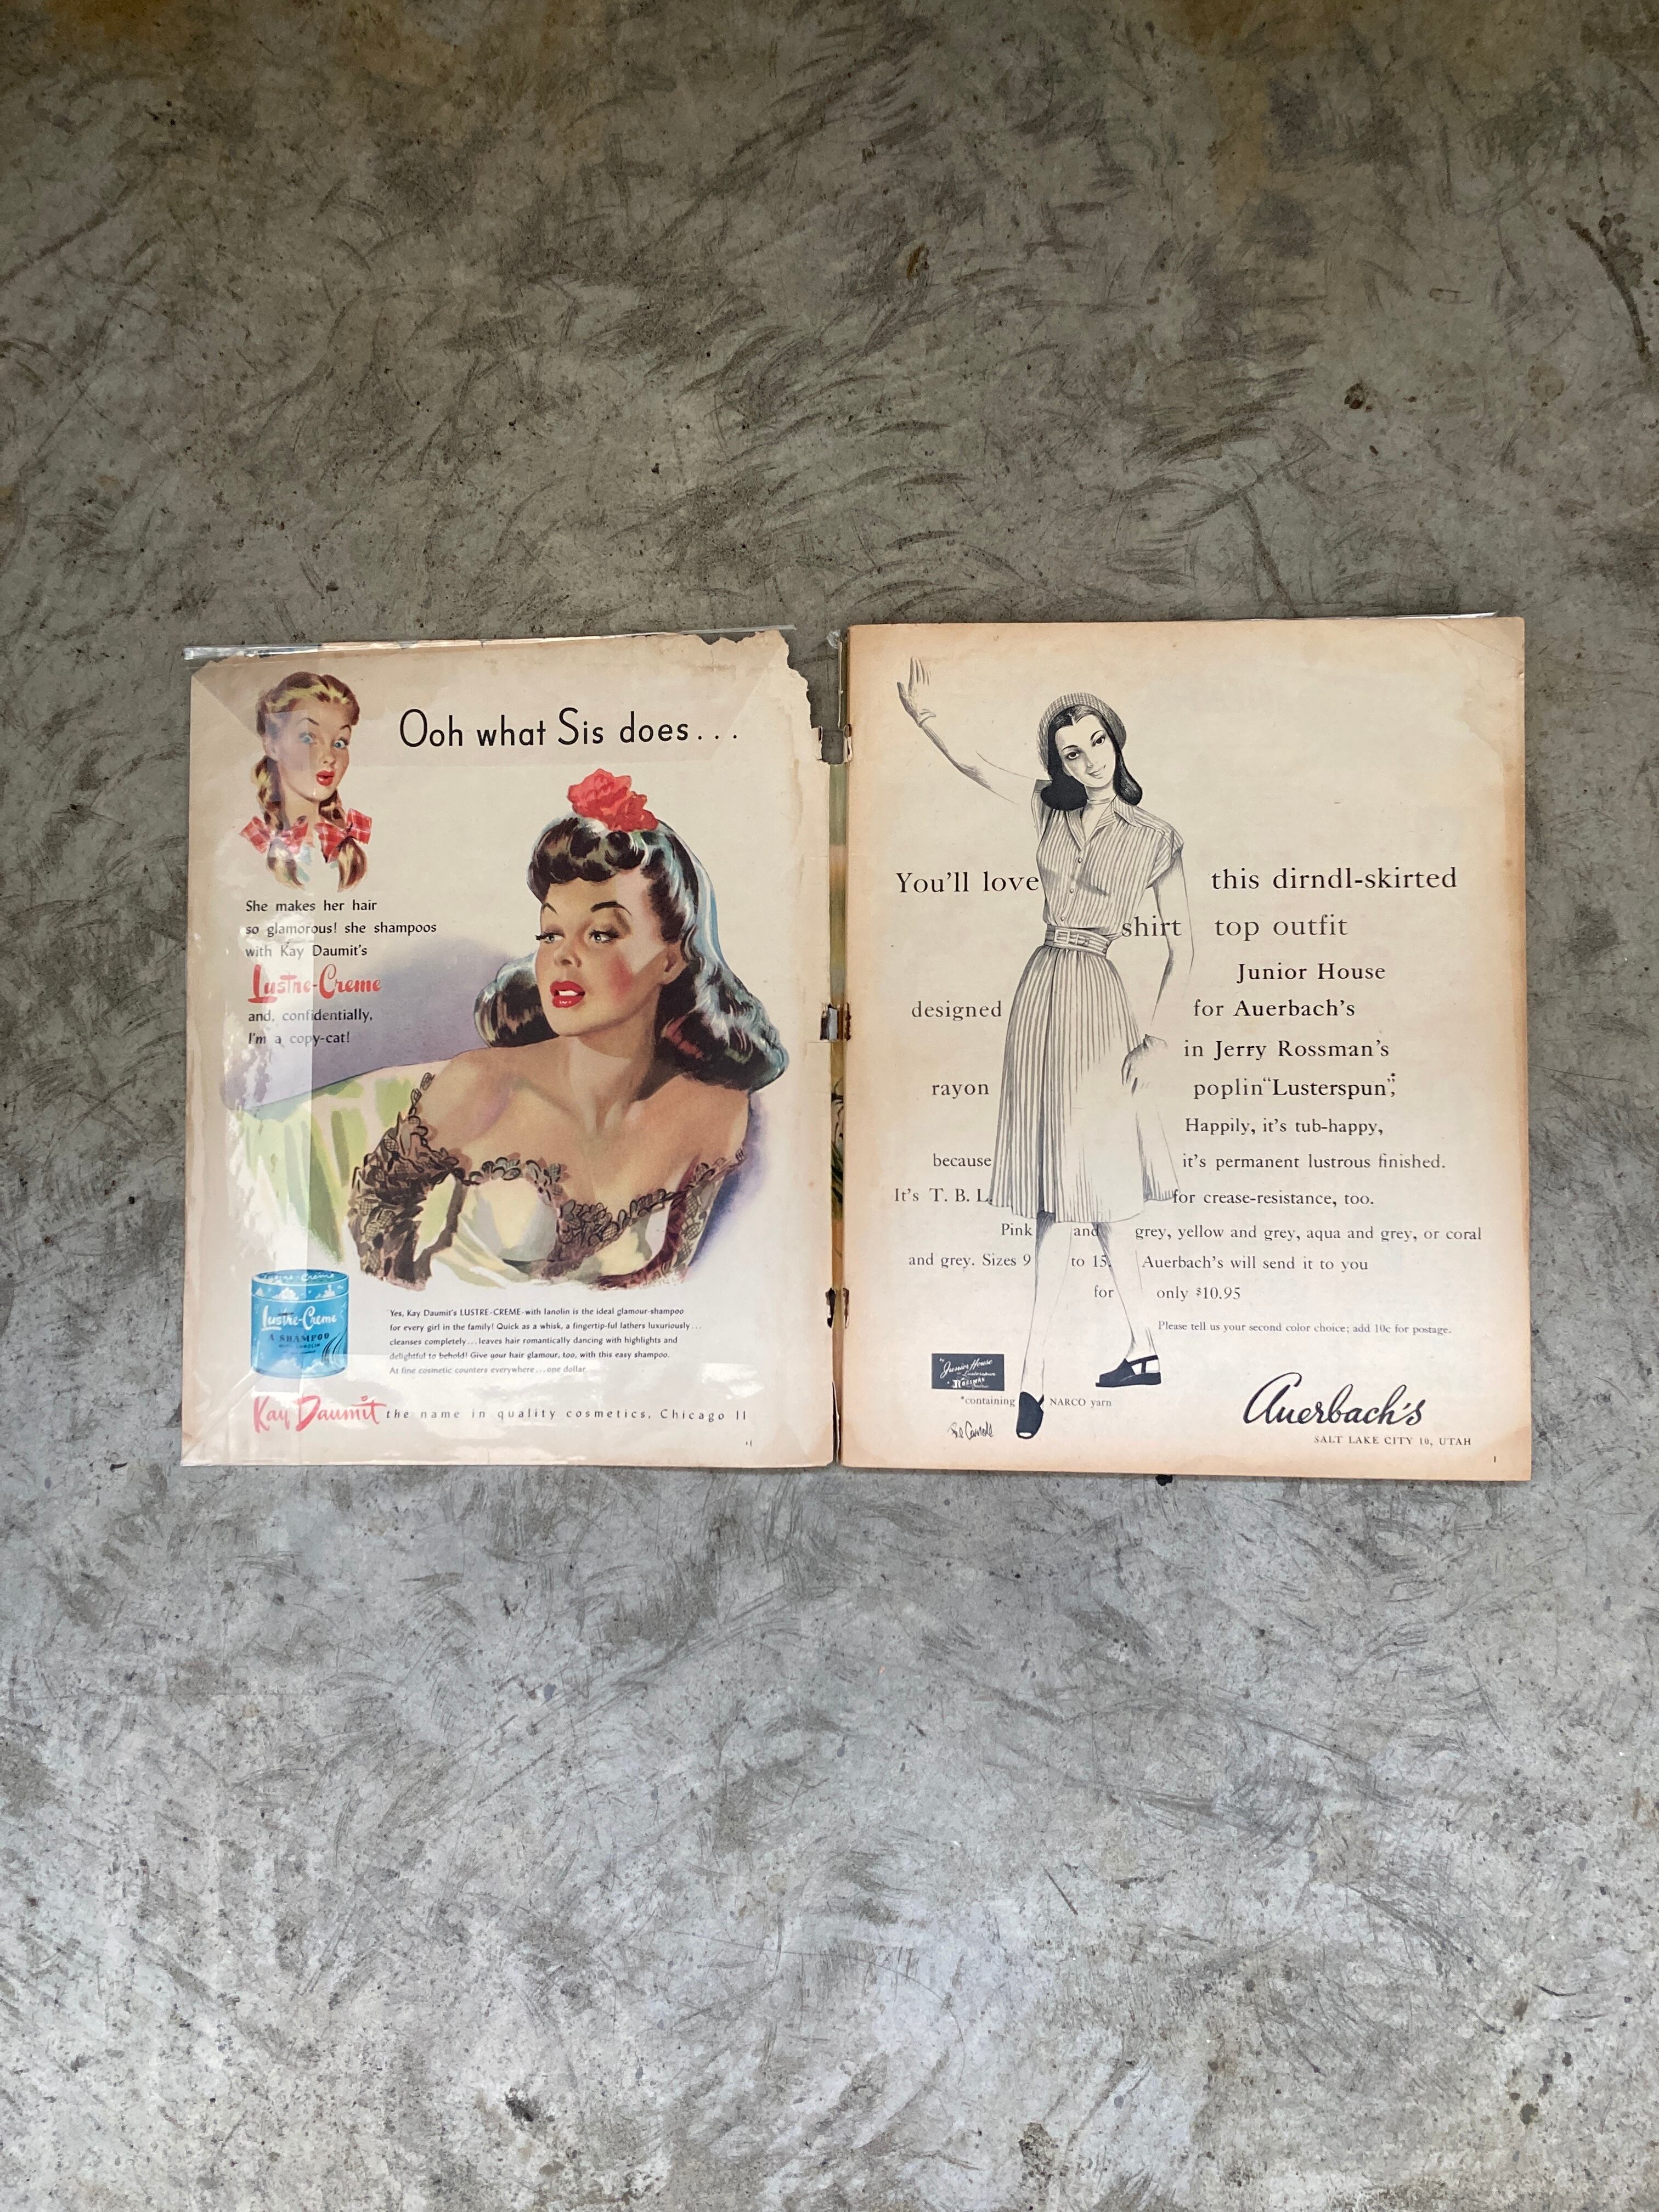 Ooh what Sis does...
She makes her hair
so glamorous! she shampoos
with Kay Daumit's
Lustre-Creme
and, confidentially,
I'm a copy-cat!
Lustre-Creme
Lustre-Creme
A SHAMPOO
WITH LANOLIN
Yes, Kay Daumit's LUSTRE-CREME-with lanolin is the ideal glamour-shampoo
for every girl in the family! Quick as a whisk, a fingertip-ful lathers luxuriously...
cleanses completely...leaves hair romantically dancing with highlights and
delightful to behold! Give your hair glamour, too, with this easy shampoo.
At fine cosmetic counters everywhere...one dollar.
Kay Daumit the name in quality cosmetics, Chicago 11
You'll love this dirndl-skirted
shirt top outfit
Junior House
designed for Auerbach's
in Jerry Rossman's
rayon poplin "Lusterspun",*
Happily, it's tub-happy,
because it's permanent lustrous finished.
It's T. B. L. for crease-resistance, too.
Pink and grey, yellow and grey, aqua and grey, or coral
and grey. Sizes 9 to 15. Auerbach's will send it to you
for only $10.95
Please tell us your second color choice; add 10c for postage.
"Junior House
Lusterspun
ROSSMAN
*containing NARCO yarn
Auerbach's
SALT LAKE CITY 10, UTAH
1